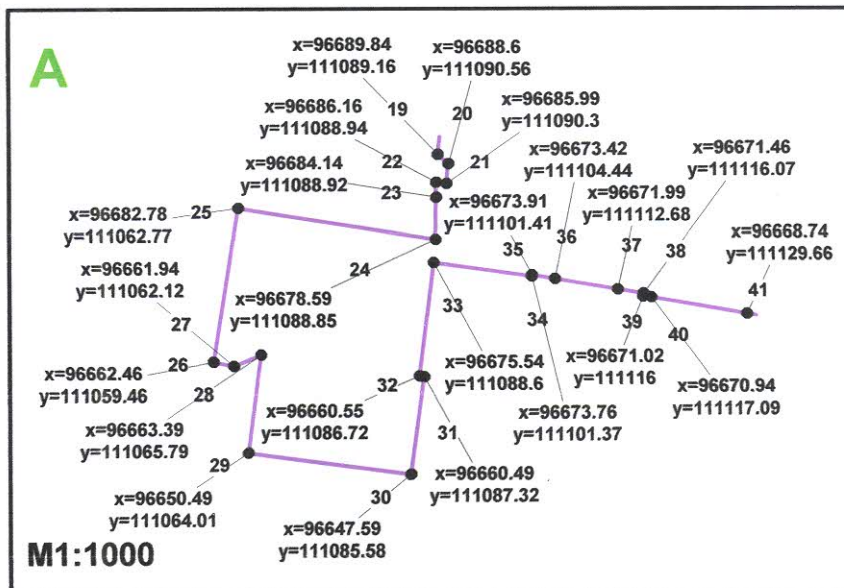 A
x=96689.84
y=111089.16
19
x=96688.6
y=111090.56
20
x=96686.16
y=111088.94
22
x=96685.99
y=111090.3
21
x=96684.14
y=111088.92
23
x=96673.42
y=111104.44
36
x=96671.46
y=111116.07
38
x=96682.78
y=111062.77
25
x=96673.91
y=111101.41
35
x=96671.99
y=111112.68
37
x=96668.74
y=111129.66
41
x=96661.94
y=111062.12
27
24
x=96678.59
y=111088.85
33
34
39
40
x=96662.46
y=111059.46
26
28
x=96675.54
y=111088.6
x=96671.02
y=111116
x=96670.94
y=111117.09
x=96663.39
y=111065.79
x=96660.55
y=111086.72
32
31
x=96673.76
y=111101.37
29
x=96650.49
y=111064.01
30
x=96660.49
y=111087.32
x=96647.59
y=111085.58
M1:1000